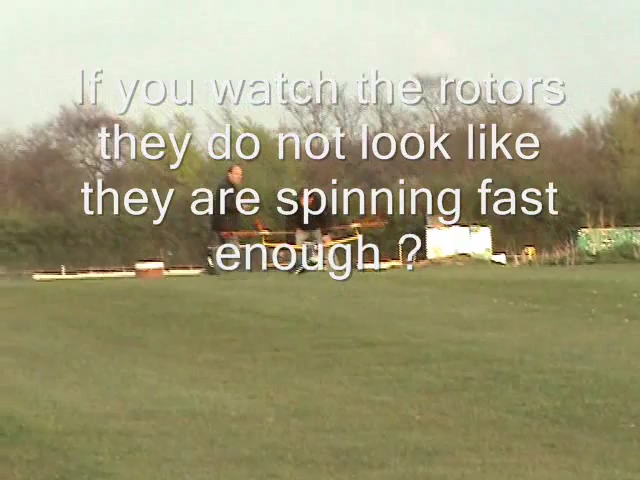 If you watch the rotors
they do not look like
they are spinning fast
enough ?